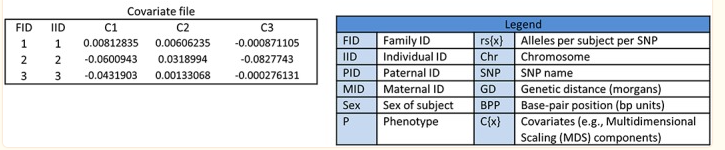 Covariate file
FID IID C1 C2 C3
1 1 0.00812835 0.00606235 -0.000871105
2 2 -0.0600943 0.0318994 -0.0827743
3 3 -0.0431903 0.00133068 -0.000276131
Legend
FID Family ID rs{x} Alleles per subject per SNP
IID Individual ID Chr Chromosome
PID Paternal ID SNP SNP name
MID Maternal ID GD Genetic distance (morgans)
Sex Sex of subject BPP Base-pair position (bp units)
P Phenotype C{x} Covariates (e.g., Multidimensional
Scaling (MDS) components)